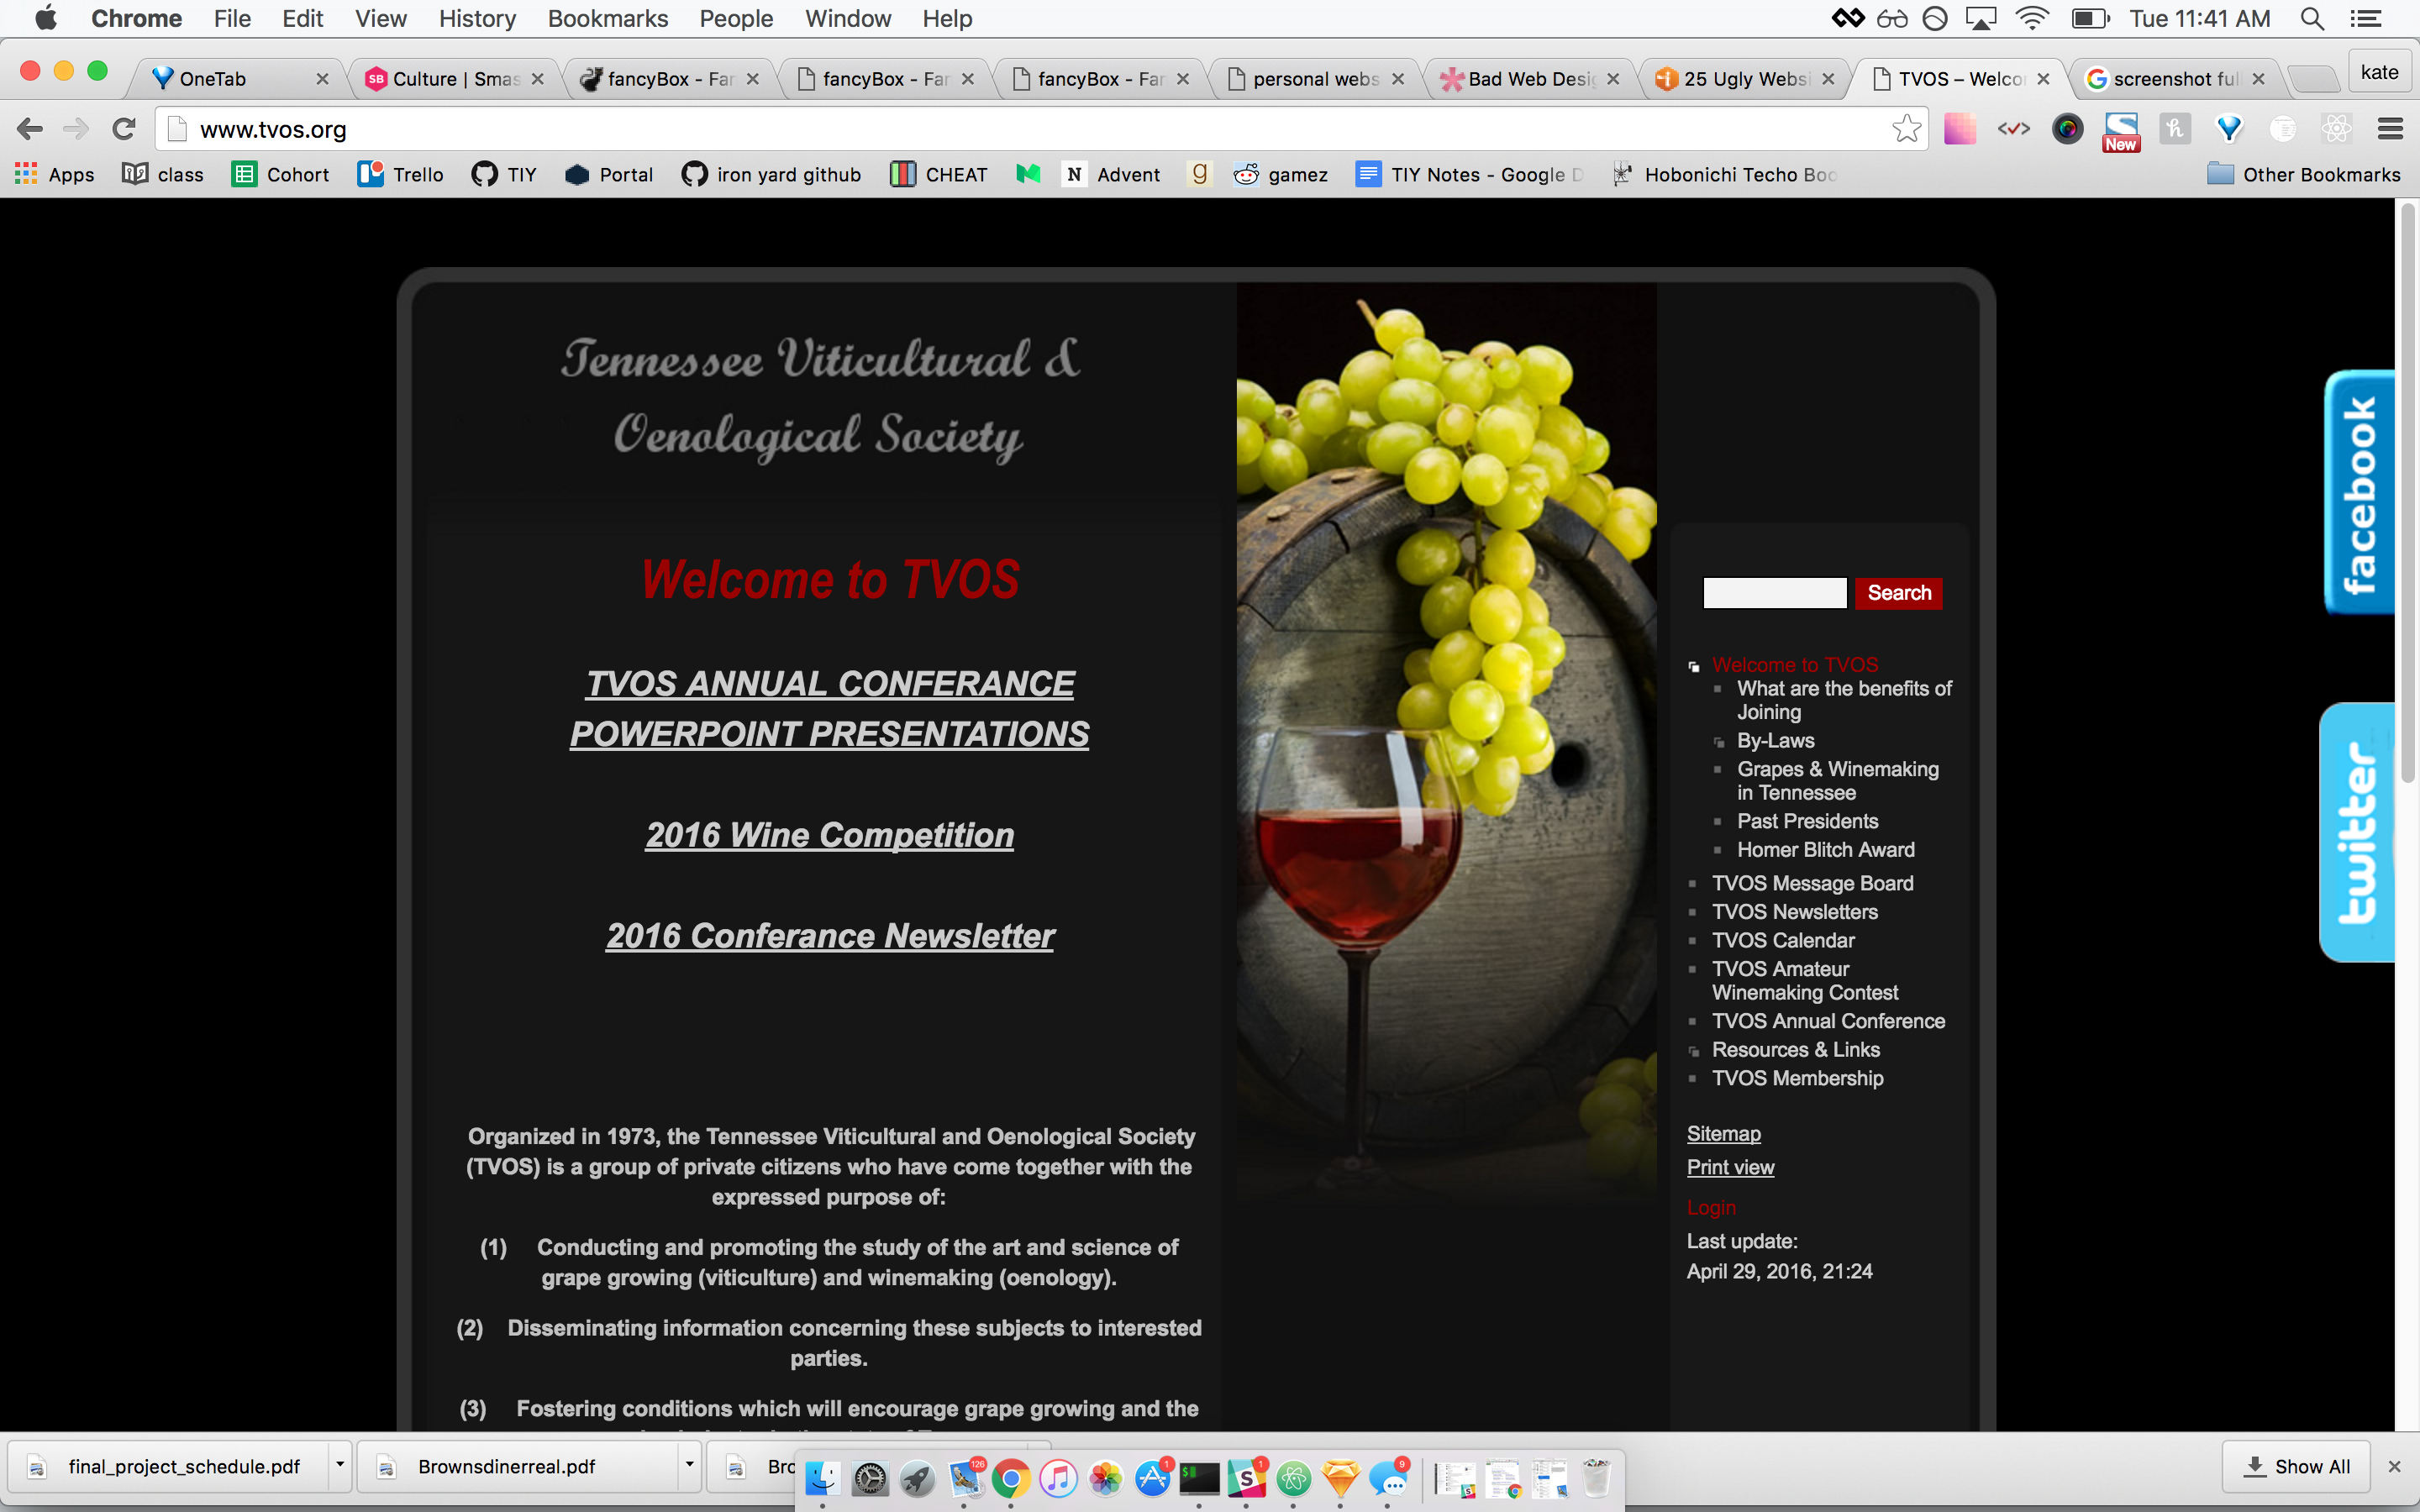 Chrome File Edit View History Bookmarks People Window Help Tue 11:41 AM
OneTab SB Culture | Smas fancyBox - Far fancyBox - Far fancyBox - Far personal webs Bad Web Desig 25 Ugly Websi TVOS – Welco screenshot ful kate
www.tvos.org New
Apps class Cohort Trello TIY Portal iron yard github CHEAT N Advent g gamez TIY Notes - Google D Hobonichi Techo Boo Other Bookmarks
Tennessee Viticultural &
Oenological Society
Welcome to TVOS
TVOS ANNUAL CONFERANCE
POWERPOINT PRESENTATIONS
2016 Wine Competition
2016 Conferance Newsletter
Organized in 1973, the Tennessee Viticultural and Oenological Society
(TVOS) is a group of private citizens who have come together with the
expressed purpose of:
(1) Conducting and promoting the study of the art and science of
grape growing (viticulture) and winemaking (oenology).
(2) Disseminating information concerning these subjects to interested
parties.
(3) Fostering conditions which will encourage grape growing and the
Search
Welcome to TVOS
What are the benefits of
Joining
By-Laws
Grapes & Winemaking
in Tennessee
Past Presidents
Homer Blitch Award
TVOS Message Board
TVOS Newsletters
TVOS Calendar
TVOS Amateur
Winemaking Contest
TVOS Annual Conference
Resources & Links
TVOS Membership
Sitemap
Print view
Login
Last update:
April 29, 2016, 21:24
facebook
twitter
final_project_schedule.pdf Brownsdinerreal.pdf Bro 126 1 1 9 Show All